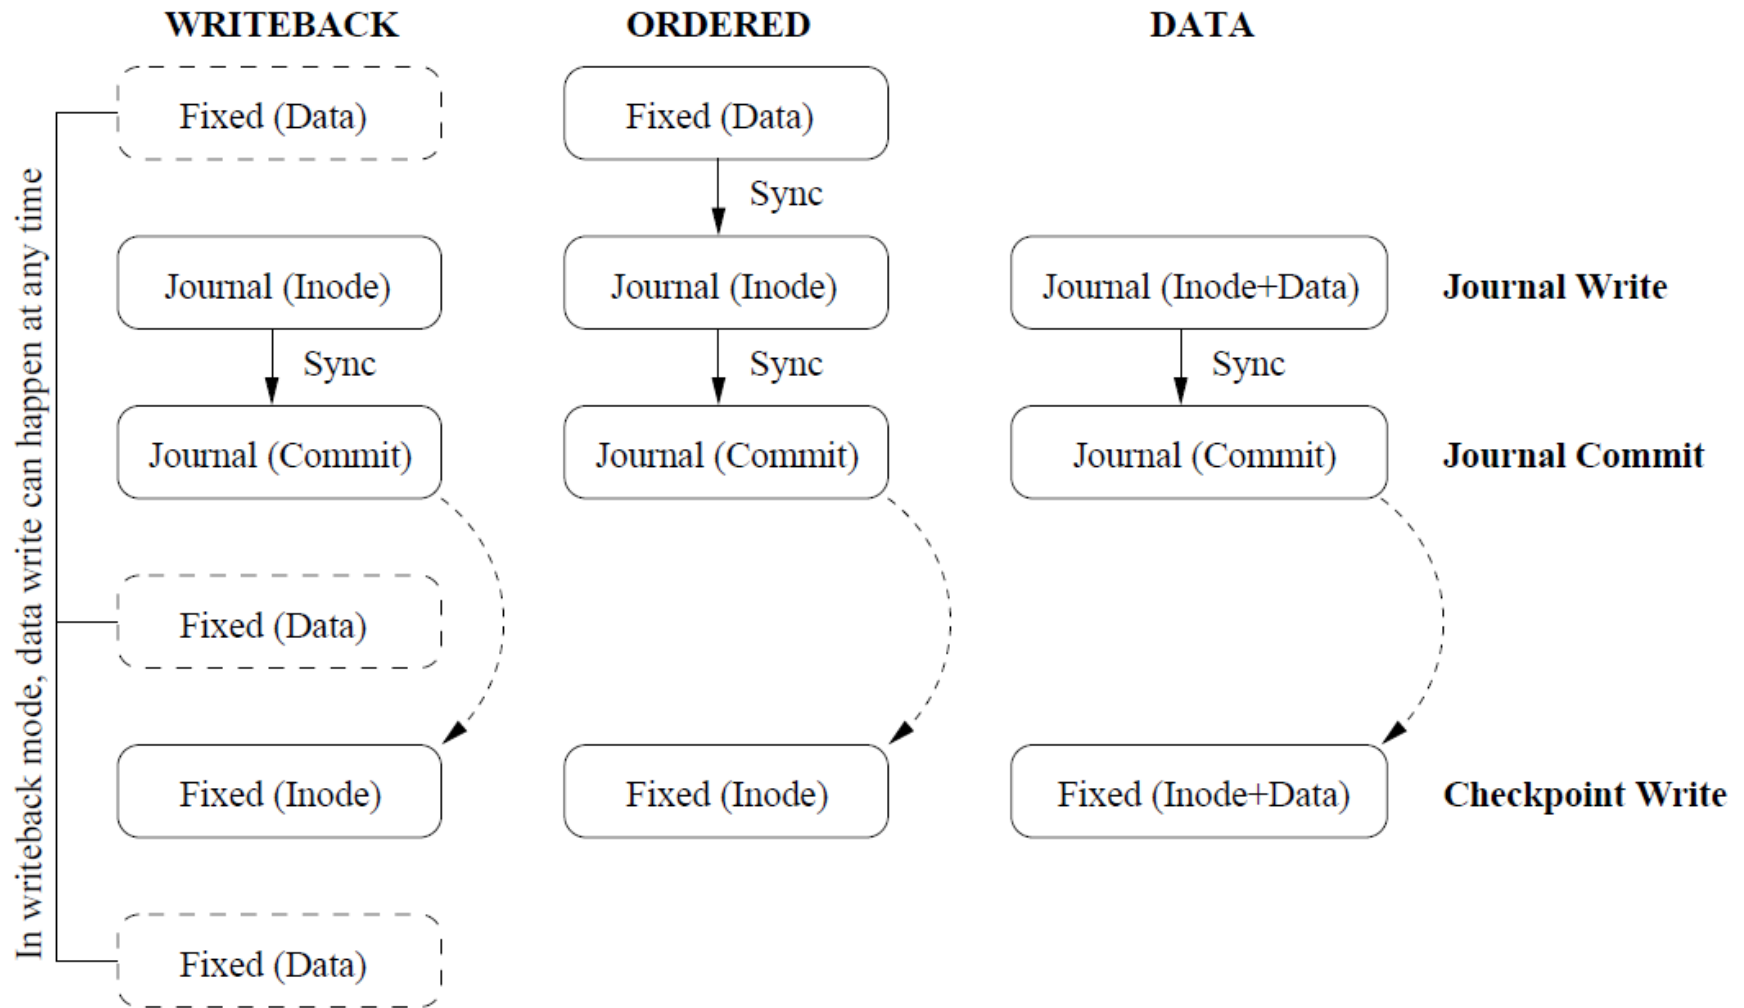 WRITEBACK ORDERED DATA
Fixed (Data) Fixed (Data)
Sync
Journal (Inode) Journal (Inode) Journal (Inode+Data) Journal Write
Sync Sync Sync
Journal (Commit) Journal (Commit) Journal (Commit) Journal Commit
Fixed (Data)
Fixed (Inode) Fixed (Inode) Fixed (Inode+Data) Checkpoint Write
Fixed (Data)
In writeback mode, data write can happen at any time